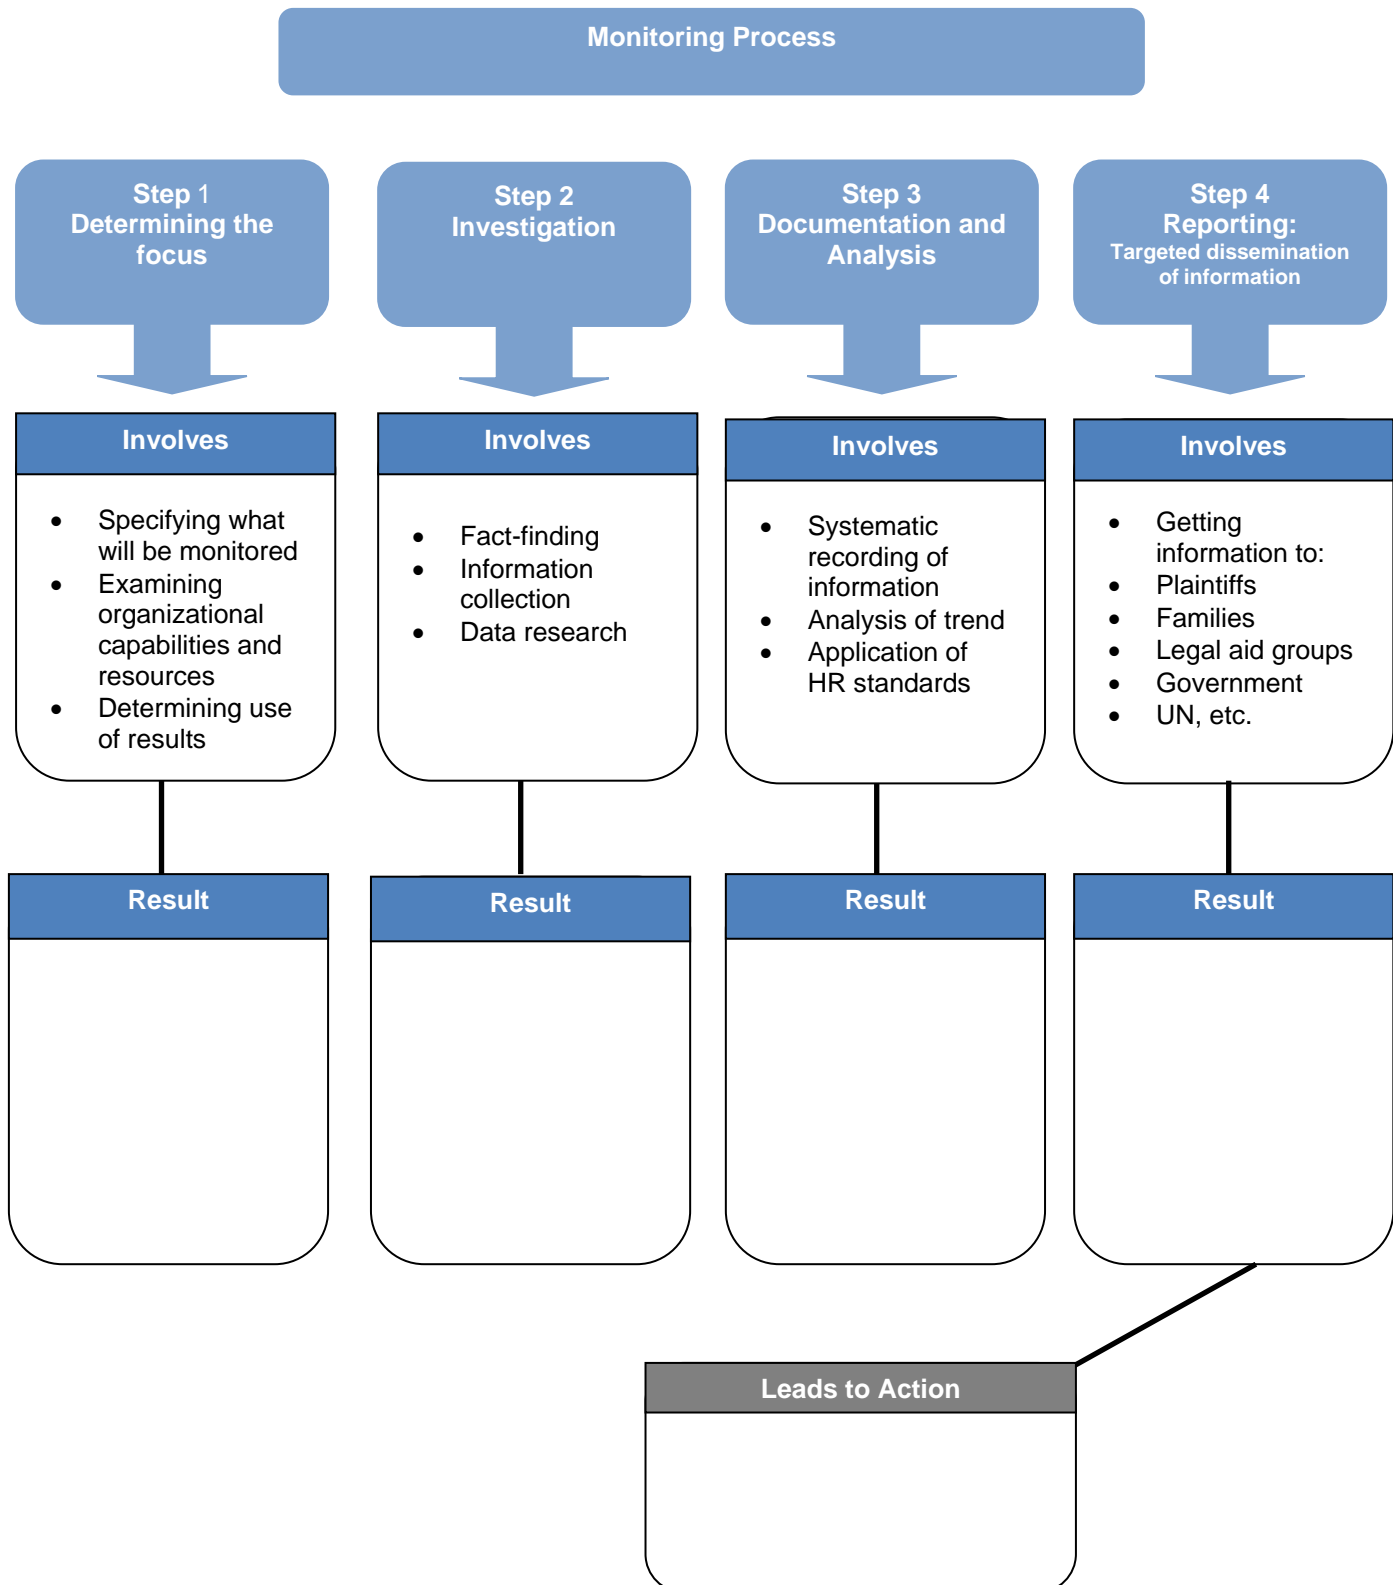 Monitoring Process
Step 1
Determining the
focus
Step 2
Investigation
Step 3
Documentation and
Analysis
Step 4
Reporting:
Targeted dissemination
of information
Involves
• Specifying what
will be monitored
• Examining
organizational
capabilities and
resources
• Determining use
of results
Involves
• Fact-finding
• Information
collection
• Data research
Involves
• Systematic
recording of
information
• Analysis of trend
• Application of
HR standards
Involves
• Getting
information to:
• Plaintiffs
• Families
• Legal aid groups
• Government
• UN, etc.
Result
Result
Result
Result
Leads to Action